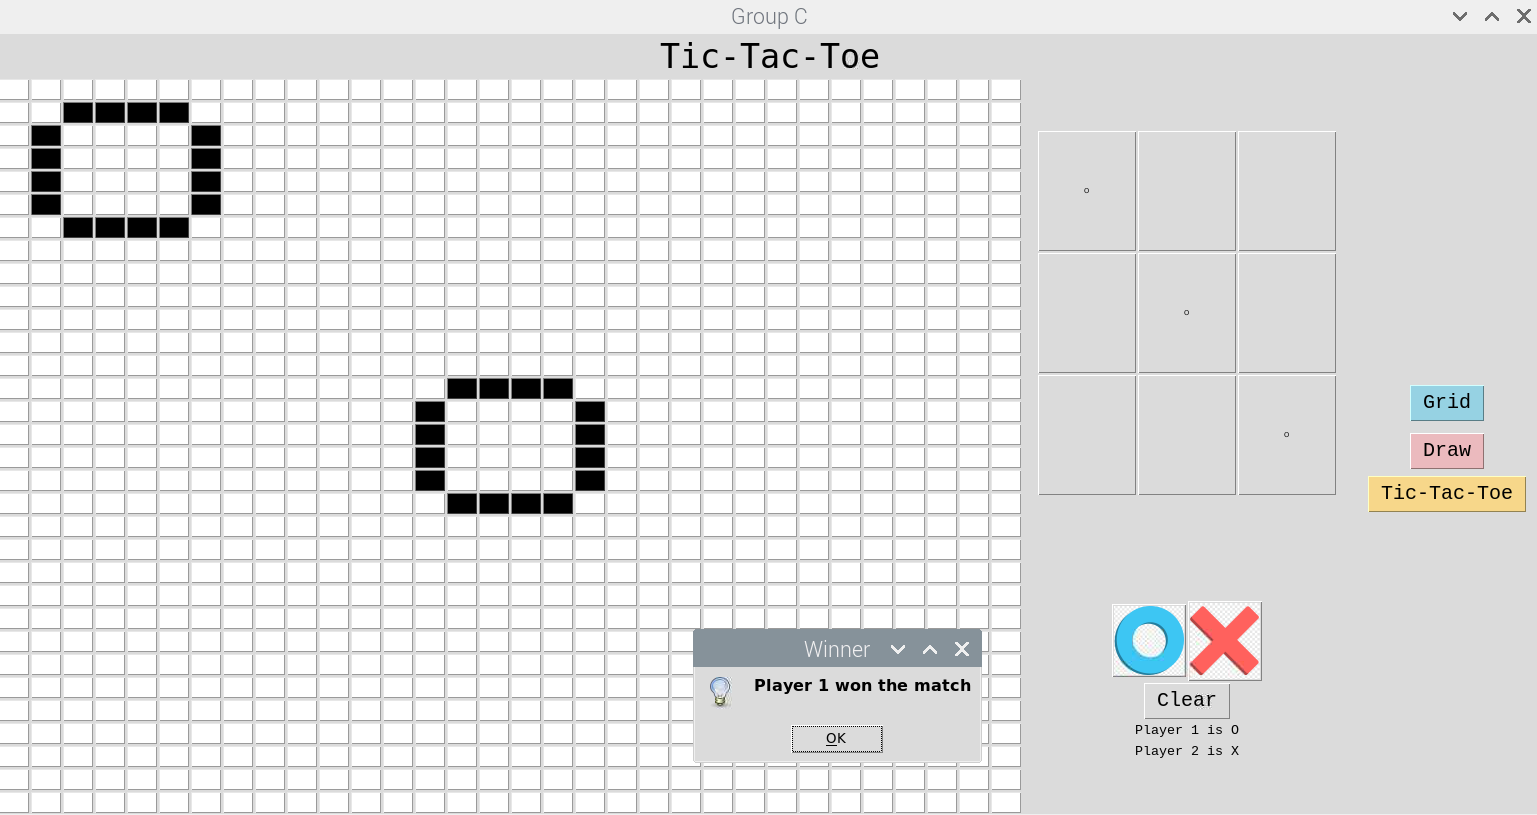 Group C
Tic-Tac-Toe
o
o
o
Grid
Draw
Tic-Tac-Toe
Winner
Player 1 won the match
OK
Clear
Player 1 is O
Player 2 is X